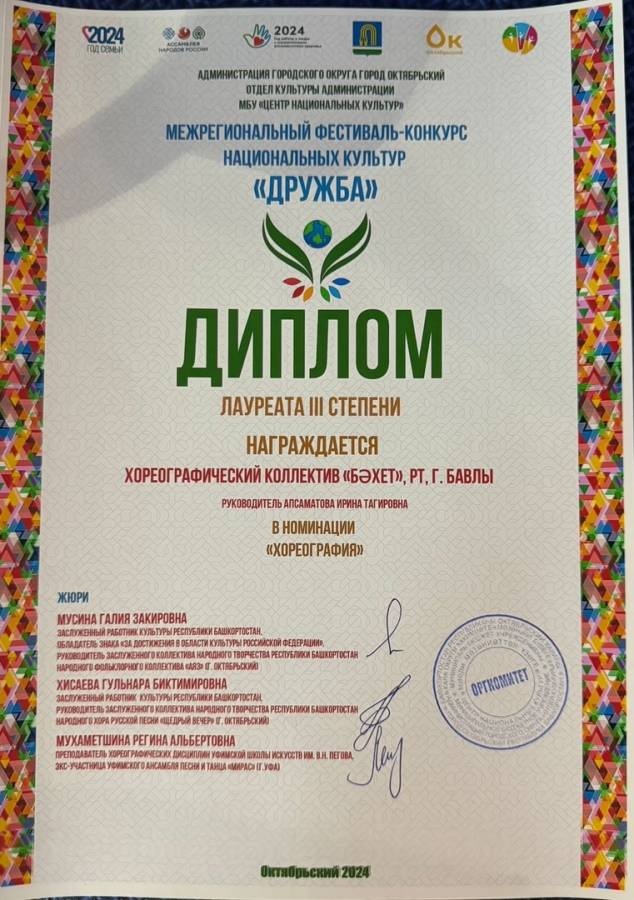 2024
ГОД СЕМЬИ
АССАМБЛЕЯ
НАРОДОВ РОССИИ
2024
ОК
ОКТЯБРЬСКИЙ
АДМИНИСТРАЦИЯ ГОРОДСКОГО ОКРУГА ГОРОД ОКТЯБРЬСКИЙ
ОТДЕЛ КУЛЬТУРЫ АДМИНИСТРАЦИИ
МБУ «ЦЕНТР НАЦИОНАЛЬНЫХ КУЛЬТУР»
МЕЖРЕГИОНАЛЬНЫЙ ФЕСТИВАЛЬ-КОНКУРС
НАЦИОНАЛЬНЫХ КУЛЬТУР
«ДРУЖБА»
ДИПЛОМ
ЛАУРЕАТА III СТЕПЕНИ
НАГРАЖДАЕТСЯ
ХОРЕОГРАФИЧЕСКИЙ КОЛЛЕКТИВ «БӘХЕТ», РТ, Г. БАВЛЫ
РУКОВОДИТЕЛЬ АПСАМАТОВА ИРИНА ТАГИРОВНА
В НОМИНАЦИИ
«ХОРЕОГРАФИЯ»
ЖЮРИ
МУСИНА ГАЛИЯ ЗАКИРОВНА
ЗАСЛУЖЕННЫЙ РАБОТНИК КУЛЬТУРЫ РЕСПУБЛИКИ БАШКОРТОСТАН,
ОБЛАДАТЕЛЬ ЗНАКА «ЗА ДОСТИЖЕНИЯ В ОБЛАСТИ КУЛЬТУРЫ РОССИЙСКОЙ ФЕДЕРАЦИИ»,
РУКОВОДИТЕЛЬ ЗАСЛУЖЕННОГО КОЛЛЕКТИВА НАРОДНОГО ТВОРЧЕСТВА РЕСПУБЛИКИ БАШКОРТОСТАН
НАРОДНОГО ФОЛЬКЛОРНОГО КОЛЛЕКТИВА «АЯЗ» (Г. ОКТЯБРЬСКИЙ)
ХИСАЕВА ГУЛЬНАРА БИКТИМИРОВНА
ЗАСЛУЖЕННЫЙ РАБОТНИК КУЛЬТУРЫ РЕСПУБЛИКИ БАШКОРТОСТАН,
РУКОВОДИТЕЛЬ ЗАСЛУЖЕННОГО КОЛЛЕКТИВА НАРОДНОГО ТВОРЧЕСТВА РЕСПУБЛИКИ БАШКОРТОСТАН
НАРОДНОГО ХОРА РУССКОЙ ПЕСНИ «ЩЕДРЫЙ ВЕЧЕР» (Г. ОКТЯБРЬСКИЙ)
МУХАМЕТШИНА РЕГИНА АЛЬБЕРТОВНА
ПРЕПОДАВАТЕЛЬ ХОРЕОГРАФИЧЕСКИХ ДИСЦИПЛИН УФИМСКОЙ ШКОЛЫ ИСКУССТВ ИМ. В.Н. ПЕГОВА,
ЭКС-УЧАСТНИЦА УФИМСКОГО АНСАМБЛЯ ПЕСНИ И ТАНЦА «МИРАС» (Г.УФА)
ОРГКОМИТЕТ
Октябрьский 2024